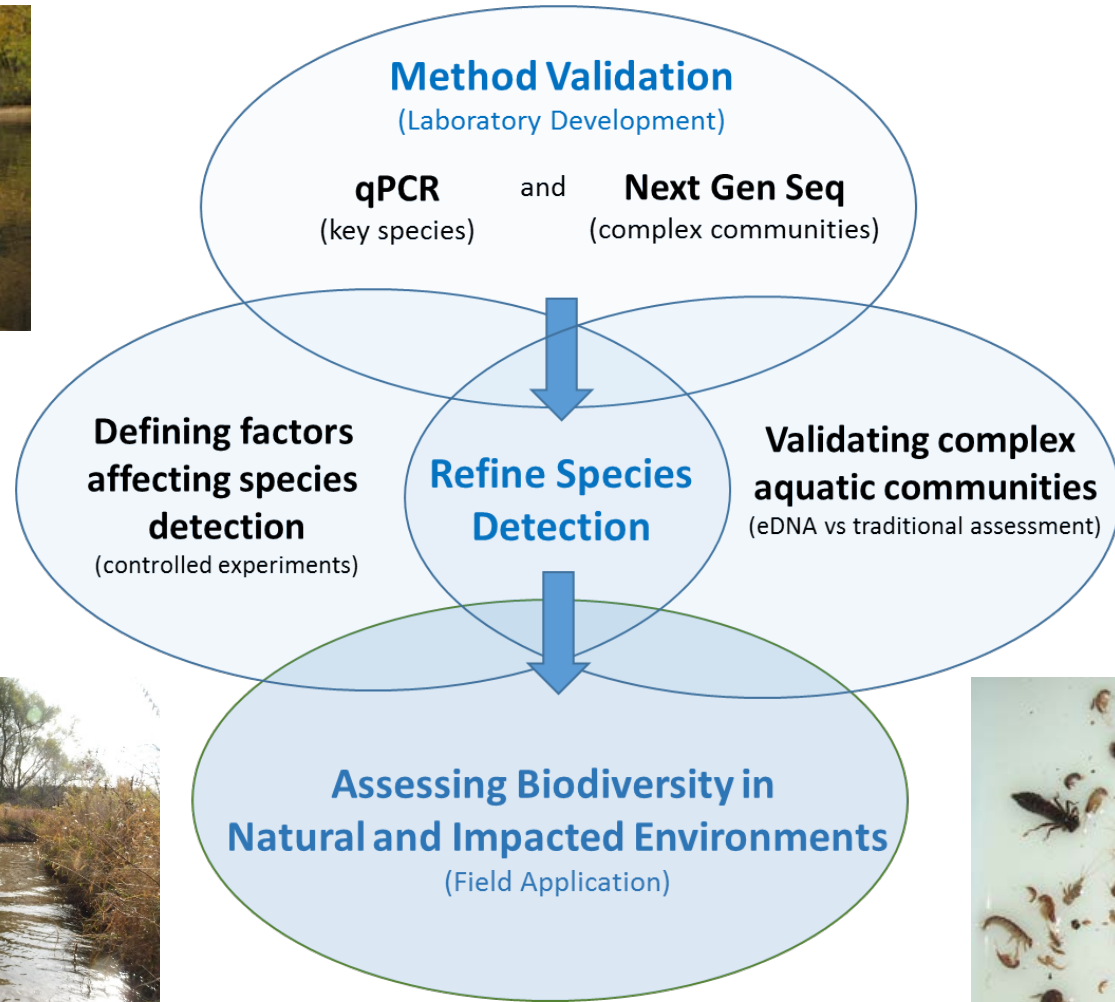 Method Validation
(Laboratory Development)
qPCR and Next Gen Seq
(key species) (complex communities)
Defining factors
affecting species
detection
(controlled experiments)
Refine Species
Detection
Validating complex
aquatic communities
(eDNA vs traditional assessment)
Assessing Biodiversity in
Natural and Impacted Environments
(Field Application)